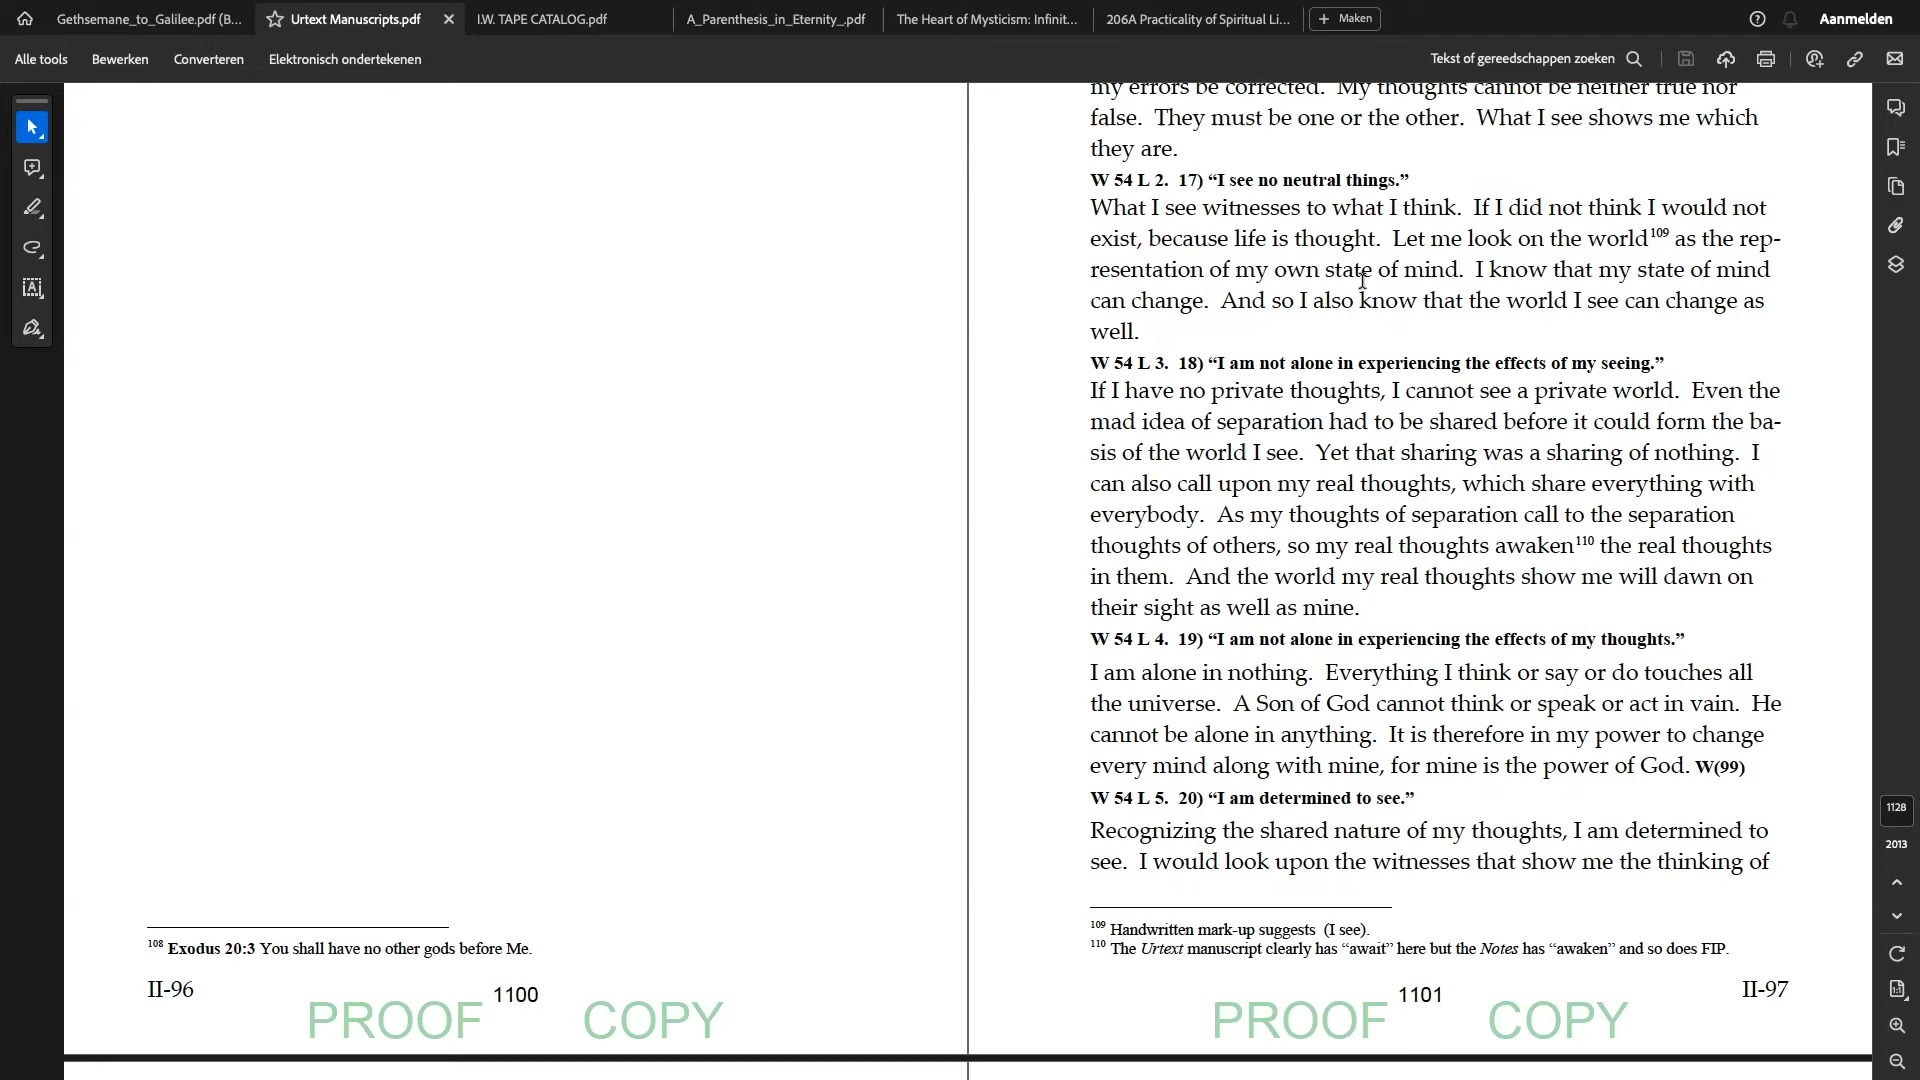 Gethsemane_to_Galilee.pdf (B...
Urtext Manuscripts.pdf
I.W. TAPE CATALOG.pdf
A_Parenthesis_in_Eternity_.pdf
The Heart of Mysticism: Infinit...
206A Practicality of Spiritual Li...
+ Maken
Aanmelden
Alle tools
Bewerken
Converteren
Elektronisch ondertekenen
Tekst of gereedschappen zoeken
my errors be corrected. My thoughts cannot be neither true nor
false. They must be one or the other. What I see shows me which
they are.
W 54 L 2. 17) “I see no neutral things.”
What I see witnesses to what I think. If I did not think I would not
exist, because life is thought. Let me look on the world109 as the rep-
resentation of my own state of mind. I know that my state of mind
can change. And so I also know that the world I see can change as
well.
W 54 L 3. 18) “I am not alone in experiencing the effects of my seeing.”
If I have no private thoughts, I cannot see a private world. Even the
mad idea of separation had to be shared before it could form the ba-
sis of the world I see. Yet that sharing was a sharing of nothing. I
can also call upon my real thoughts, which share everything with
everybody. As my thoughts of separation call to the separation
thoughts of others, so my real thoughts awaken110 the real thoughts
in them. And the world my real thoughts show me will dawn on
their sight as well as mine.
W 54 L 4. 19) “I am not alone in experiencing the effects of my thoughts.”
I am alone in nothing. Everything I think or say or do touches all
the universe. A Son of God cannot think or speak or act in vain. He
cannot be alone in anything. It is therefore in my power to change
every mind along with mine, for mine is the power of God. W(99)
W 54 L 5. 20) “I am determined to see.”
Recognizing the shared nature of my thoughts, I am determined to
see. I would look upon the witnesses that show me the thinking of
108 Exodus 20:3 You shall have no other gods before Me.
II-96
1100
PROOF COPY
109 Handwritten mark-up suggests (I see).
110 The Urtext manuscript clearly has “await” here but the Notes has “awaken” and so does FIP.
1101
II-97
PROOF COPY
1128
2013